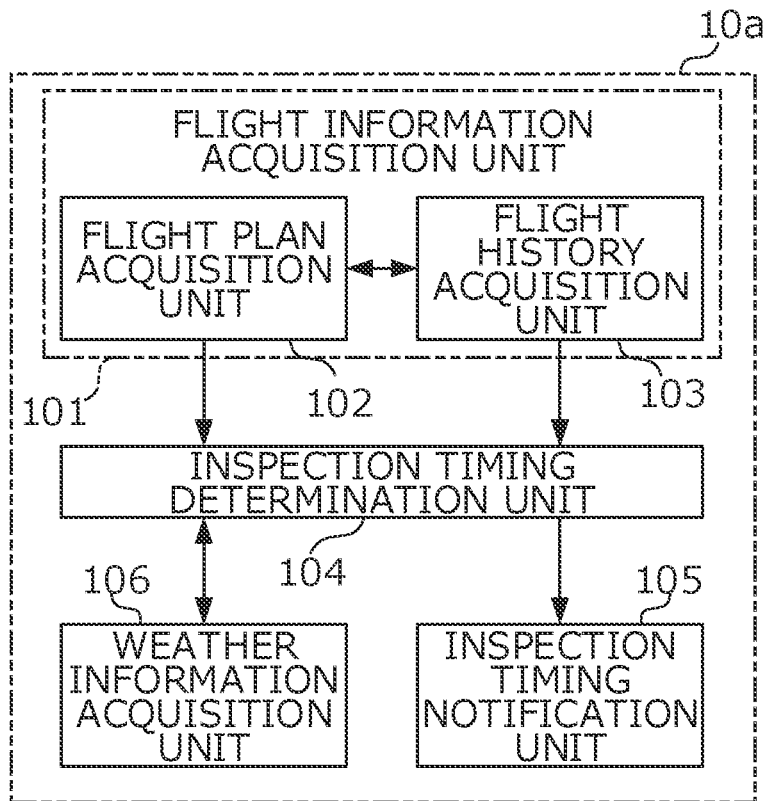 10a
FLIGHT INFORMATION
ACQUISITION UNIT
FLIGHT PLAN
ACQUISITION
UNIT
FLIGHT
HISTORY
ACQUISITION
UNIT
101
102
103
INSPECTION TIMING
DETERMINATION UNIT
104
106
105
WEATHER
INFORMATION
ACQUISITION
UNIT
INSPECTION
TIMING
NOTIFICATION
UNIT